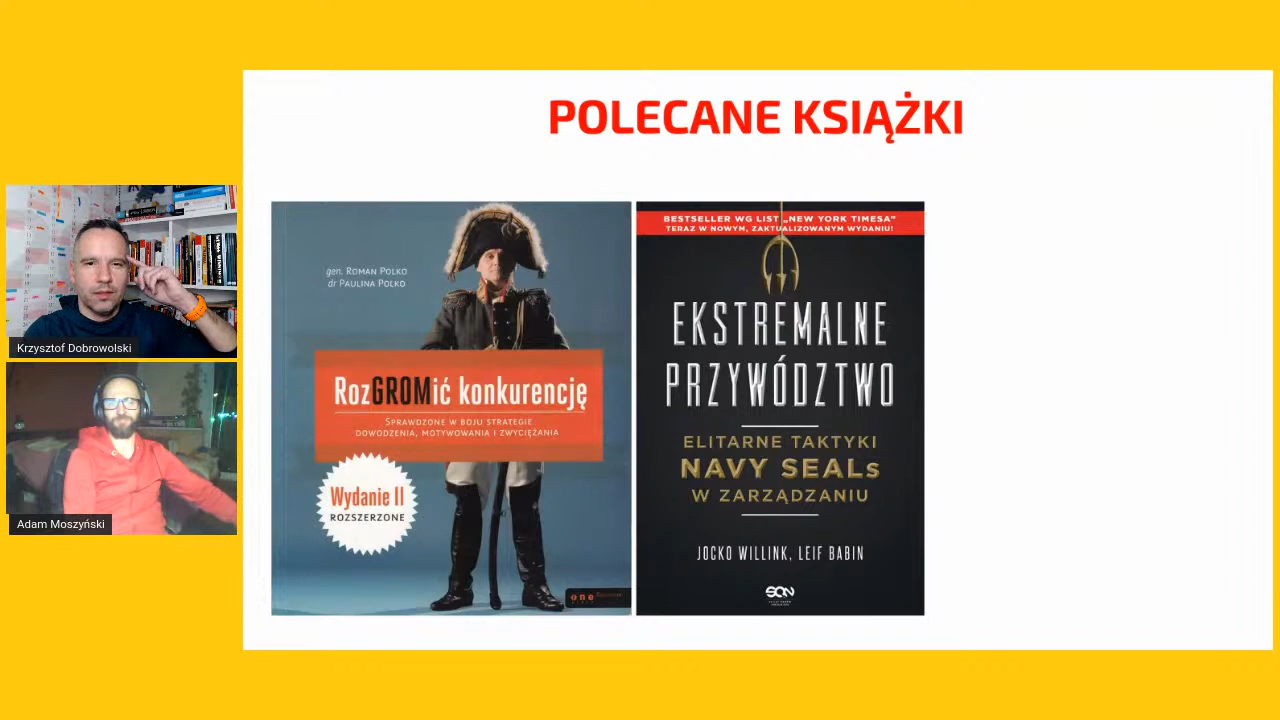 POLECANE KSIĄŻKI
gen. Roman Polko
dr Paulina Polko
RozGROMić konkurencję
Sprawdzone w boju strategie
dowodzenia, motywowania i zwyciężania
Wydanie II
ROZSZERZONE
one
BESTSELLER WG LIST „NEW YORK TIMESA”
TERAZ W NOWYM, ZAKTUALIZOWANYM WYDANIU!
EKSTREMALNE
PRZYWÓDZTWO
ELITARNE TAKTYKI
NAVY SEALs
W ZARZĄDZANIU
JOCKO WILLINK, LEIF BABIN
SQN
Krzysztof Dobrowolski
Adam Moszyński